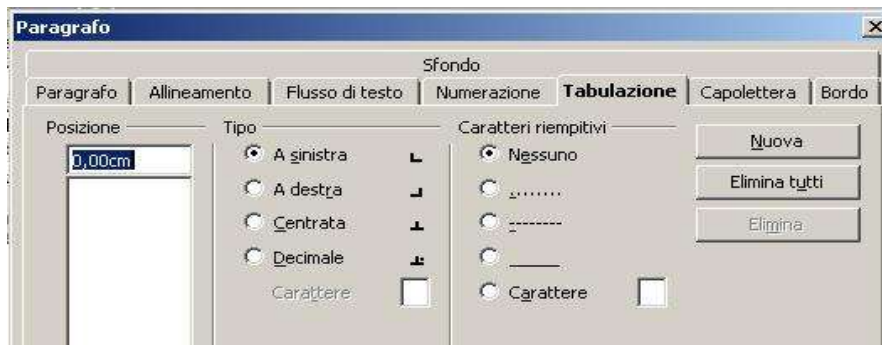 Paragrafo
Sfondo
Paragrafo Allineamento Flusso di testo Numerazione Tabulazione Capolettera Bordo
Posizione Tipo Caratteri riempitivi
0,00cm A sinistra Nessuno Nuova
A destra ........ Elimina tutti
Centrata -------- Elimina
Decimale _____
Carattere Carattere